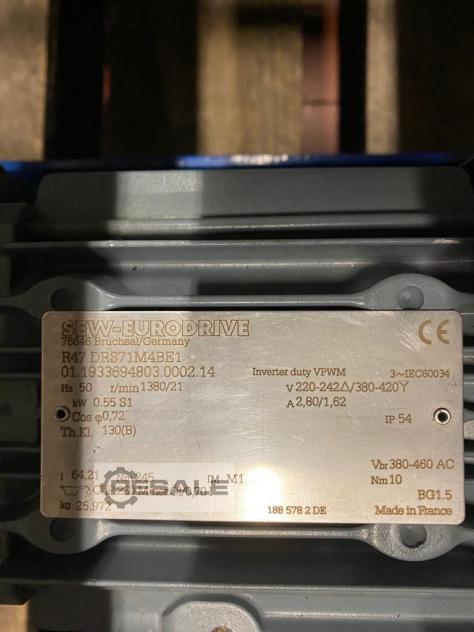 SEW-EURODRIVE
76646 Bruchsal/Germany
CE
R47 DRS71M4BE1
01.1933694803.0002.14
Inverter duty VPWM
3~IEC60034
Hz 50 r/min 1380/21
V 220-242Δ/380-420Y
kW 0.55 S1
A 2,80/1,62
Cos φ 0,72
IP 54
Th.Kl. 130(B)
Vbr 380-460 AC
i 64,21
245
IM M1
Nm 10
RESALE
BG1.5
kg 25.972
188 578 2 DE
Made in France